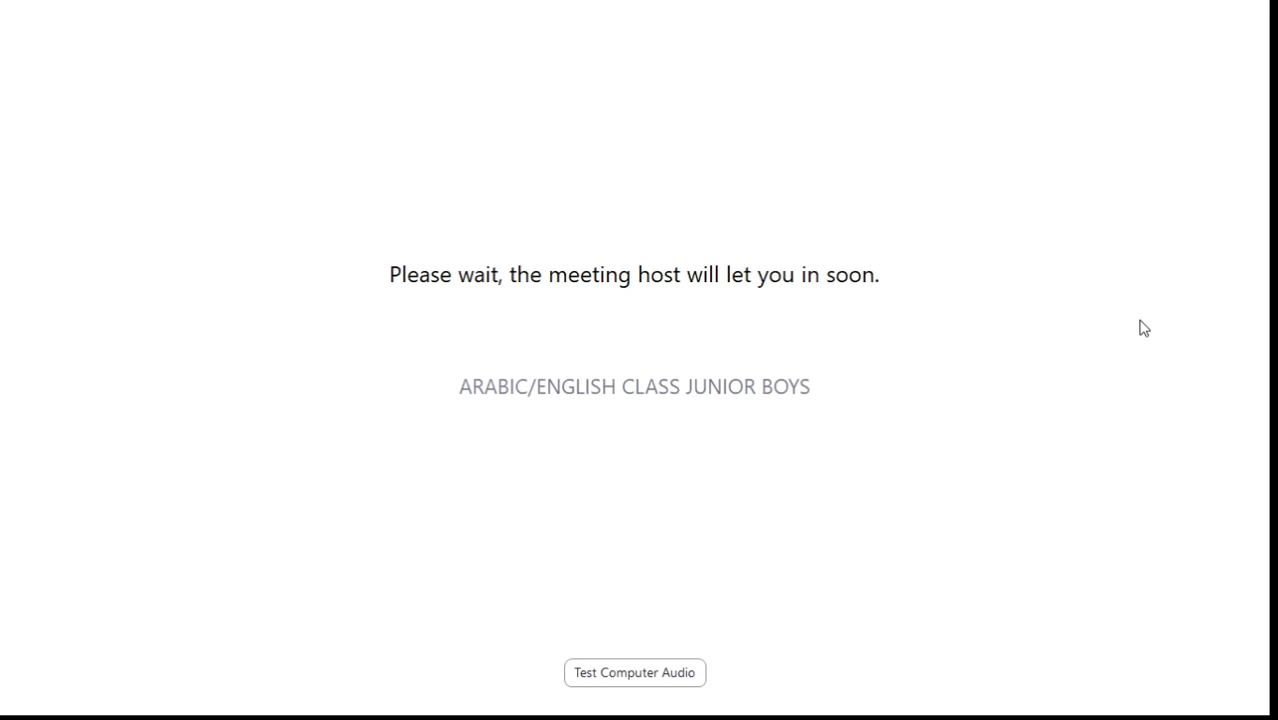 Please wait, the meeting host will let you in soon.
ARABIC/ENGLISH CLASS JUNIOR BOYS
Test Computer Audio